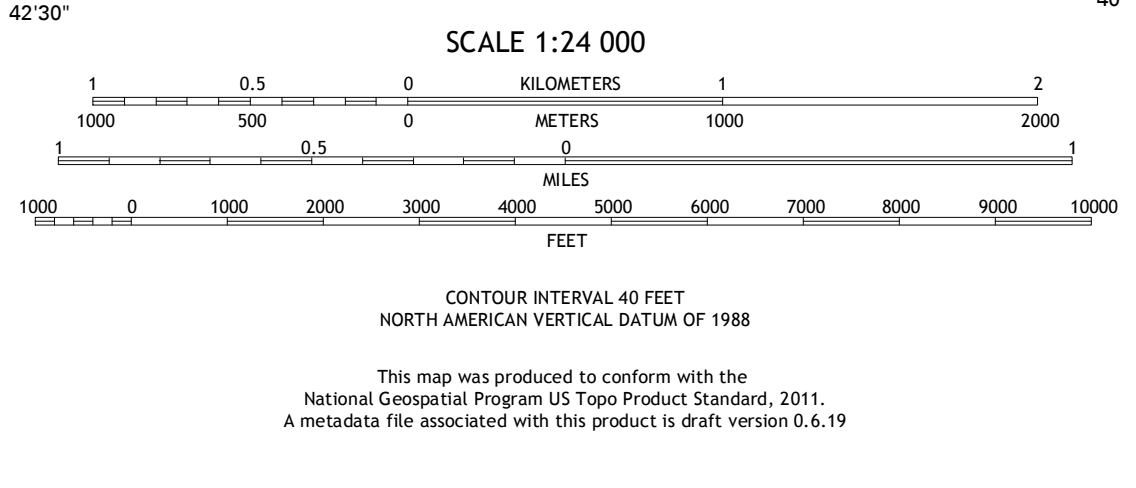 42'30"
40
SCALE 1:24 000
1 0.5 0 KILOMETERS 1 2
1000 500 0 METERS 1000 2000
1 0.5 0 1
MILES
1000 0 1000 2000 3000 4000 5000 6000 7000 8000 9000 10000
FEET
CONTOUR INTERVAL 40 FEET
NORTH AMERICAN VERTICAL DATUM OF 1988
This map was produced to conform with the
National Geospatial Program US Topo Product Standard, 2011.
A metadata file associated with this product is draft version 0.6.19